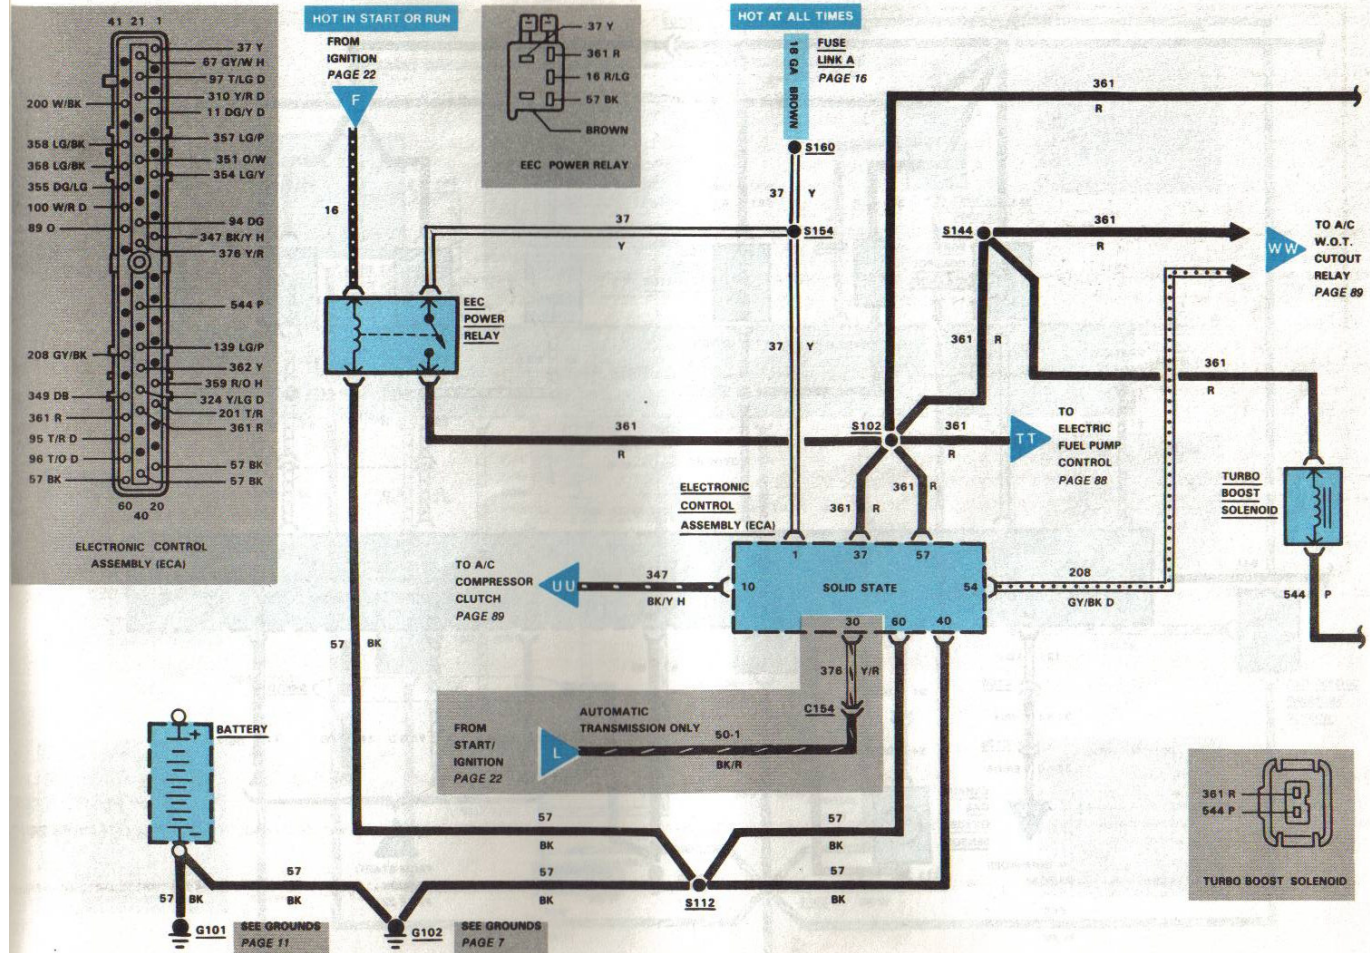 41 21 1
37 Y
67 GY/W H
97 T/LG D
310 Y/R D
200 W/BK
11 DG/Y D
357 LG/P
358 LG/BK
351 O/W
354 LG/Y
355 DG/LG
100 W/R D
94 DG
89 O
347 BK/Y H
376 Y/R
544 P
139 LG/P
208 GY/BK
362 Y
359 R/O H
349 DB
324 Y/LG D
201 T/R
361 R
361 R
95 T/R D
96 T/O D
57 BK
57 BK
57 BK
60 20
40
ELECTRONIC CONTROL
ASSEMBLY (ECA)
HOT IN START OR RUN
FROM
IGNITION
PAGE 22
F
16
37 Y
361 R
16 R/LG
57 BK
BROWN
EEC POWER RELAY
HOT AT ALL TIMES
18 GA BROWN
FUSE
LINK A
PAGE 16
S160
37 Y
S154
37
Y
EEC
POWER
RELAY
37 Y
361
R
S144
361
R
WW
TO A/C
W.O.T.
CUTOUT
RELAY
PAGE 89
361 R
361
R
361
R
S102
361
R
TT
TO
ELECTRIC
FUEL PUMP
CONTROL
PAGE 88
361 R
361 R
TURBO
BOOST
SOLENOID
544 P
ELECTRONIC
CONTROL
ASSEMBLY (ECA)
1 37 57
10 SOLID STATE 54
30 60 40
208
GY/BK D
TO A/C
COMPRESSOR
CLUTCH
PAGE 89
UU
347
BK/Y H
57 BK
376 Y/R
C154
AUTOMATIC
TRANSMISSION ONLY
FROM
START/
IGNITION
PAGE 22
L
50-1
BK/R
BATTERY
+
57
BK
57
BK
57
BK
57
BK
57
BK
S112
57 BK
G101
SEE GROUNDS
PAGE 11
G102
SEE GROUNDS
PAGE 7
361 R
544 P
TURBO BOOST SOLENOID